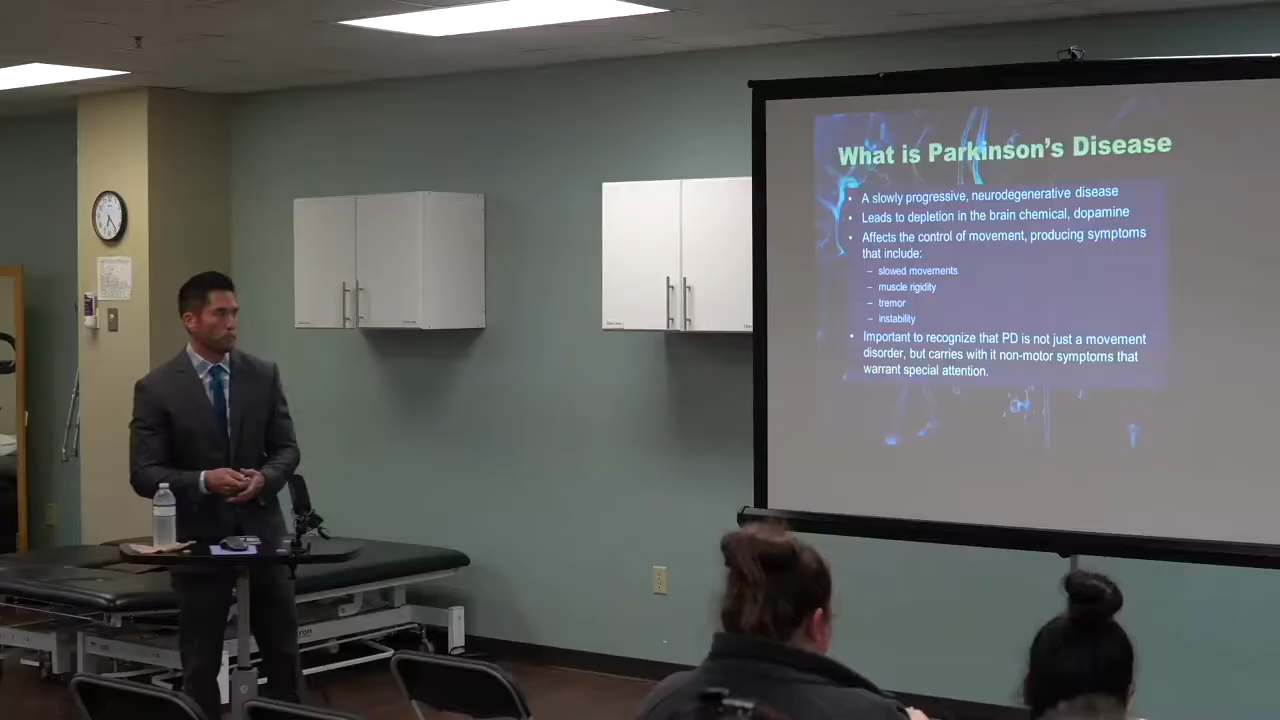 What is Parkinson's Disease
• A slowly progressive, neurodegenerative disease
• Leads to depletion in the brain chemical, dopamine
• Affects the control of movement, producing symptoms
that include:
– slowed movements
– muscle rigidity
– tremor
– instability
• Important to recognize that PD is not just a movement
disorder, but carries with it non-motor symptoms that
warrant special attention.